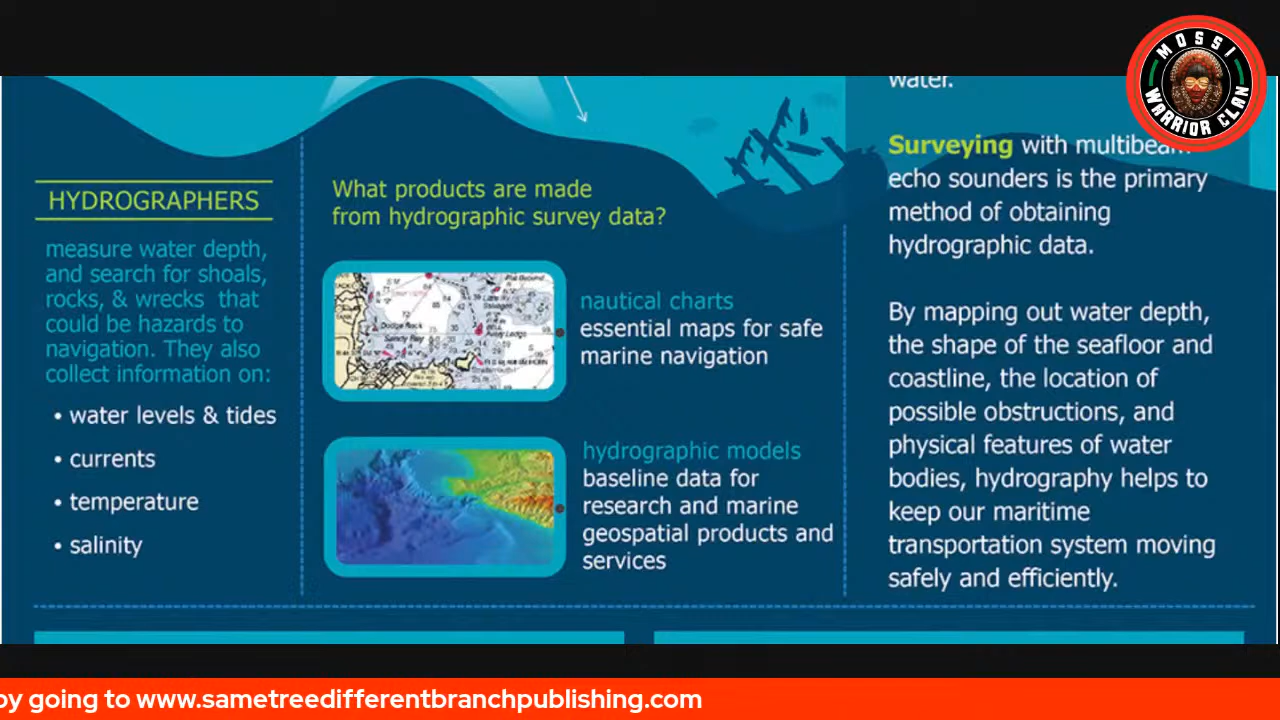 MOSSI
WARRIOR CLAN
HYDROGRAPHERS
measure water depth,
and search for shoals,
rocks, & wrecks that
could be hazards to
navigation. They also
collect information on:
• water levels & tides
• currents
• temperature
• salinity
What products are made
from hydrographic survey data?
Dodge Rock
Sandy Bay
nautical charts
essential maps for safe
marine navigation
hydrographic models
baseline data for
research and marine
geospatial products and
services
water.
Surveying with multibeam
echo sounders is the primary
method of obtaining
hydrographic data.
By mapping out water depth,
the shape of the seafloor and
coastline, the location of
possible obstructions, and
physical features of water
bodies, hydrography helps to
keep our maritime
transportation system moving
safely and efficiently.
by going to www.sametreedifferentbranchpublishing.com